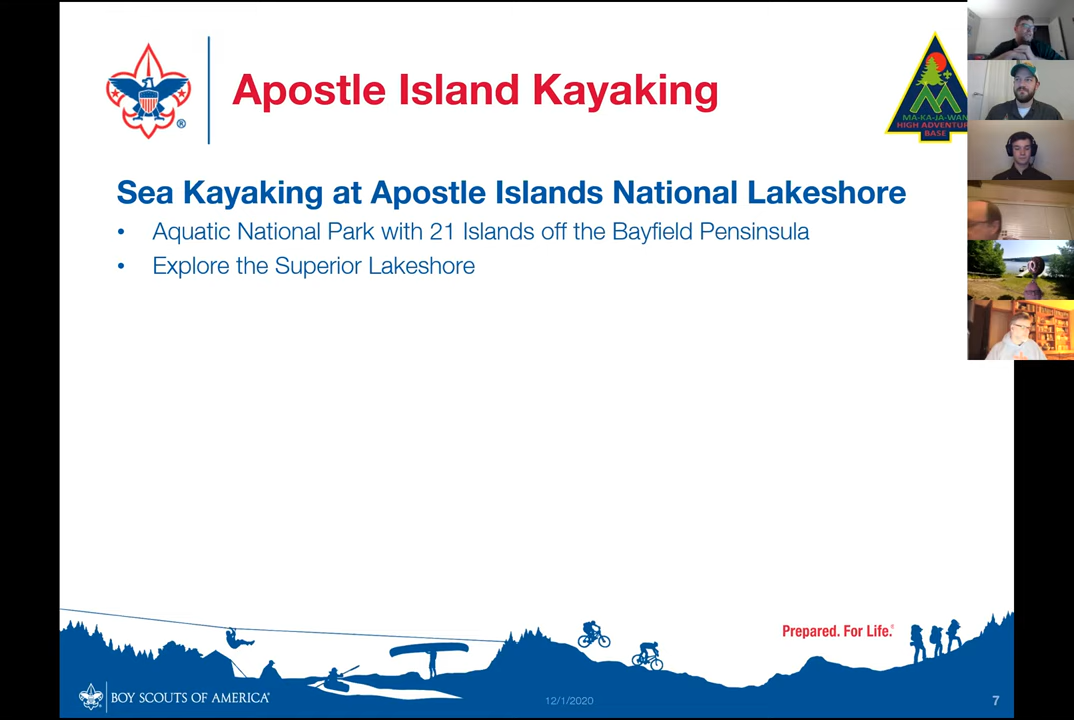 Apostle Island Kayaking
MA-KA-JA-WAN
HIGH ADVENTURE
BASE
Sea Kayaking at Apostle Islands National Lakeshore
• Aquatic National Park with 21 Islands off the Bayfield Pensinsula
• Explore the Superior Lakeshore
Prepared. For Life.®
BOY SCOUTS OF AMERICA®
12/1/2020
7